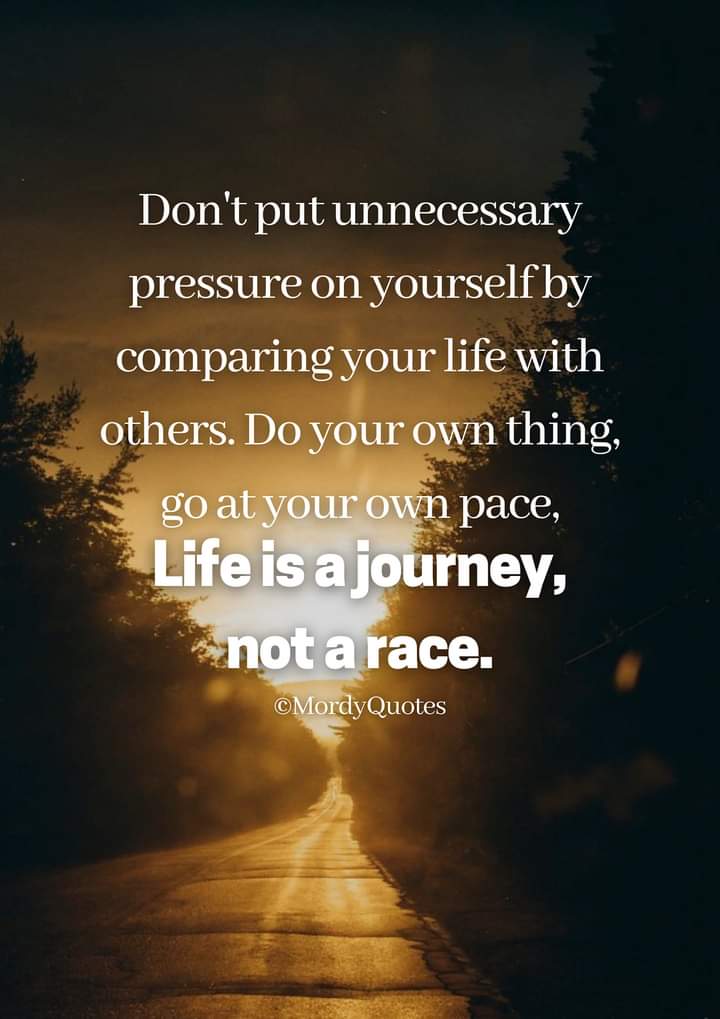 Don't put unnecessary
pressure on yourself by
comparing your life with
others. Do your own thing,
go at your own pace,
Life is a journey,
not a race.
©MordyQuotes